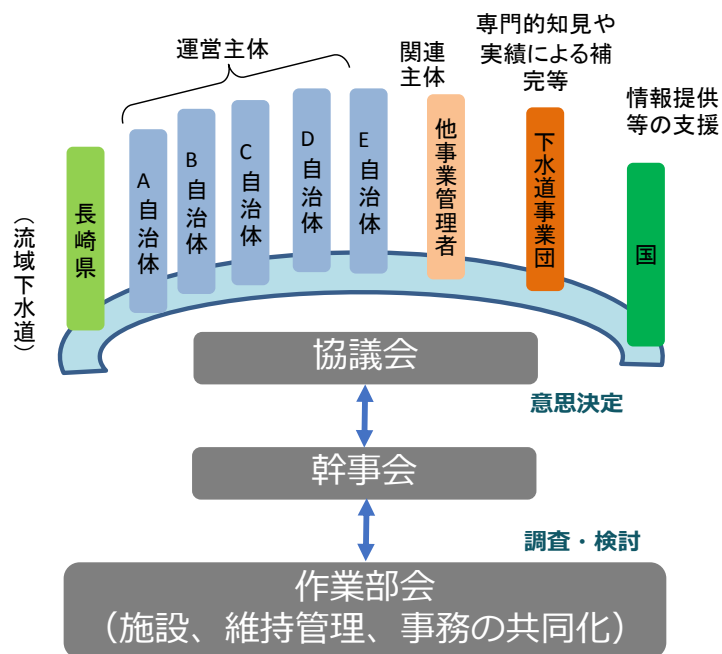 運営主体
関連
主体
専門的知見や
実績による補
完等
情報提供
等の支援
(流域下水道)
長崎県
A自治体
B自治体
C自治体
D自治体
E自治体
他事業管理者
下水道事業団
国
協議会
意思決定
幹事会
調査・検討
作業部会
（施設、維持管理、事務の共同化）